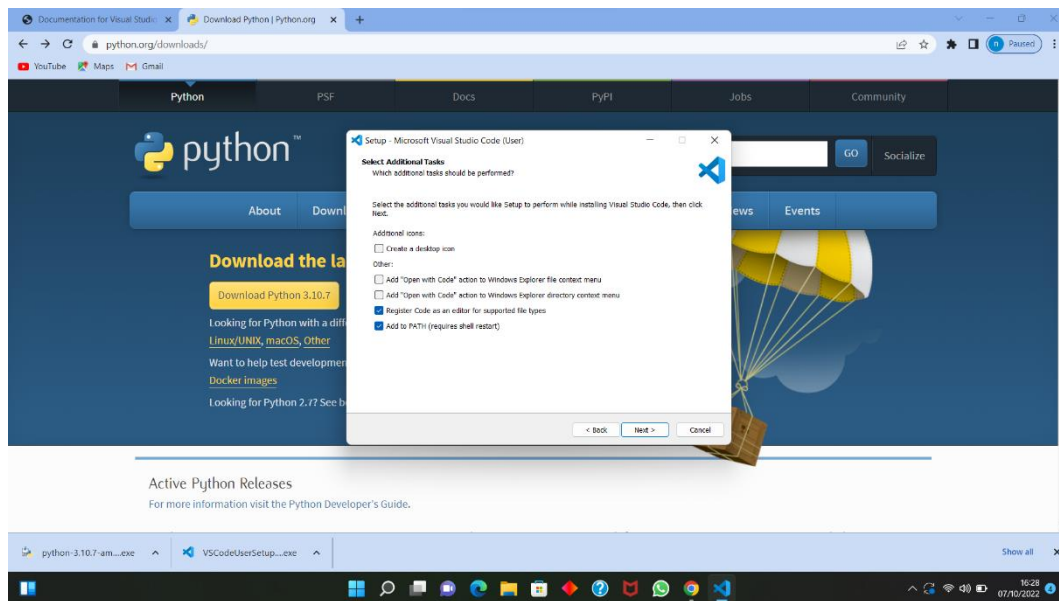 Documentation for Visual Studio
Download Python | Python.org
python.org/downloads/
n Paused
YouTube Maps Gmail
Python PSF Docs PyPI Jobs Community
python™
GO Socialize
About Downl ews Events
Download the la
Download Python 3.10.7
Looking for Python with a diff
Linux/UNIX, macOS, Other
Want to help test developmen
Docker images
Looking for Python 2.7? See b
Setup - Microsoft Visual Studio Code (User)
Select Additional Tasks
Which additional tasks should be performed?
Select the additional tasks you would like Setup to perform while installing Visual Studio Code, then click
Next.
Additional icons:
Create a desktop icon
Other:
Add "Open with Code" action to Windows Explorer file context menu
Add "Open with Code" action to Windows Explorer directory context menu
Register Code as an editor for supported file types
Add to PATH (requires shell restart)
< Back Next > Cancel
Active Python Releases
For more information visit the Python Developer's Guide.
python-3.10.7-am....exe VSCodeUserSetup....exe Show all
16:28
07/10/2022